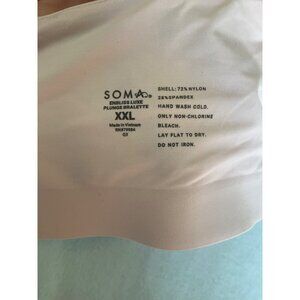 SOMA
ENBLISS LUXE
PLUNGE BRALETTE
XXL
Made in Vietnam
SHELL: 72% NYLON
28% SPANDEX
HAND WASH COLD.
ONLY NON-CHLORINE
BLEACH.
LAY FLAT TO DRY.
DO NOT IRON.